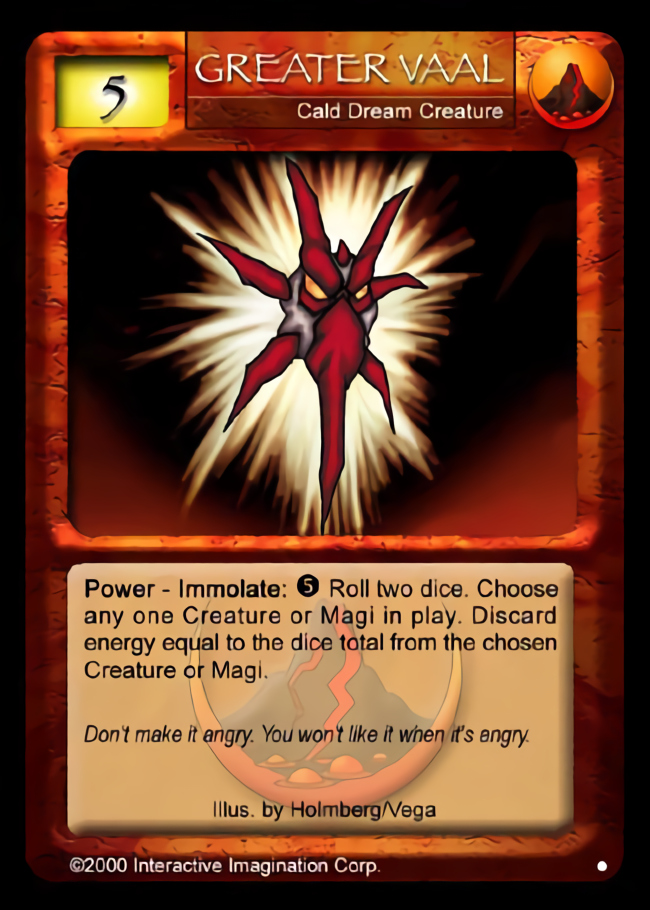 5
GREATER VAAL
Cald Dream Creature
Power - Immolate: ❺ Roll two dice. Choose
any one Creature or Magi in play. Discard
energy equal to the dice total from the chosen
Creature or Magi.
Don't make it angry. You won't like it when it's angry.
Illus. by Holmberg/Vega
©2000 Interactive Imagination Corp.